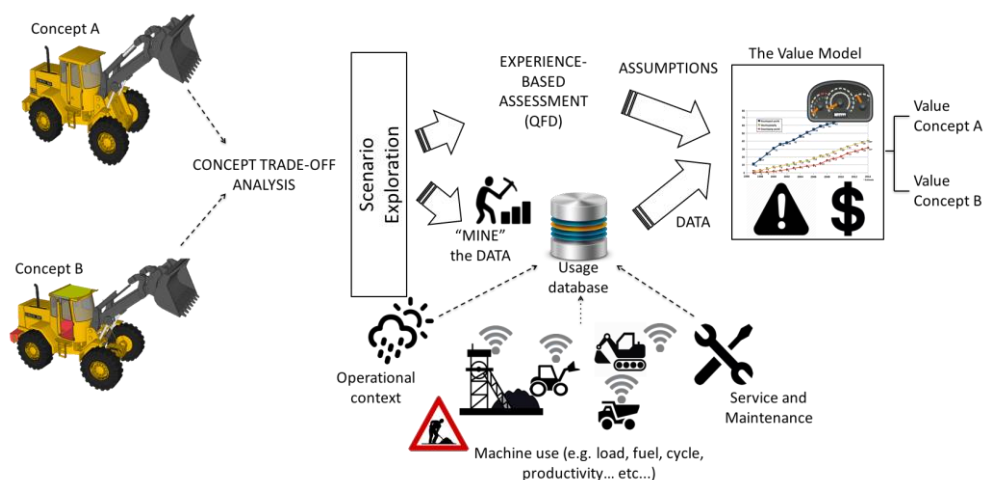 Concept A
CONCEPT TRADE-OFF
ANALYSIS
Concept B
Scenario
Exploration
EXPERIENCE-
BASED
ASSESSMENT
(QFD)
"MINE"
the DATA
Usage
database
ASSUMPTIONS
DATA
The Value Model
Value
Concept A
Value
Concept B
Operational
context
Machine use (e.g. load, fuel, cycle,
productivity... etc...)
Service and
Maintenance